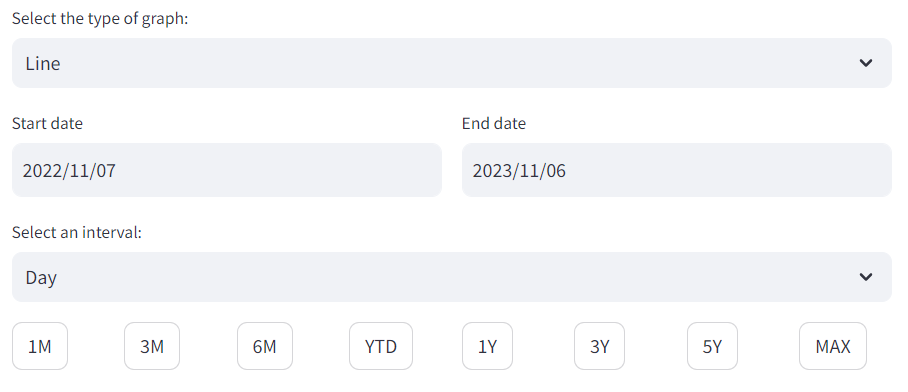 Select the type of graph:
Line
Start date End date
2022/11/07 2023/11/06
Select an interval:
Day
1M 3M 6M YTD 1Y 3Y 5Y MAX